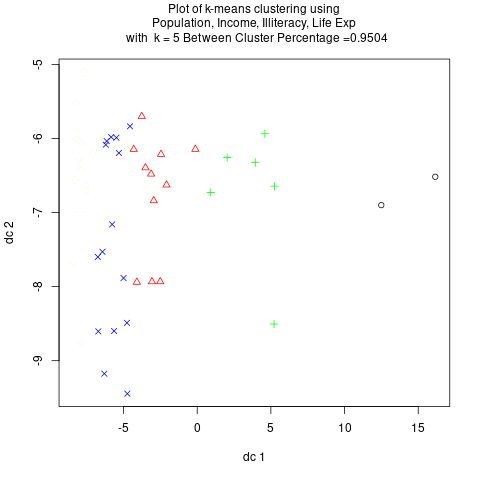 Plot of k-means clustering using
Population, Income, Illiteracy, Life Exp
with k = 5 Between Cluster Percentage =0.9504
-5
-6
-7
-8
-9
dc 2
-5 0 5 10 15
dc 1